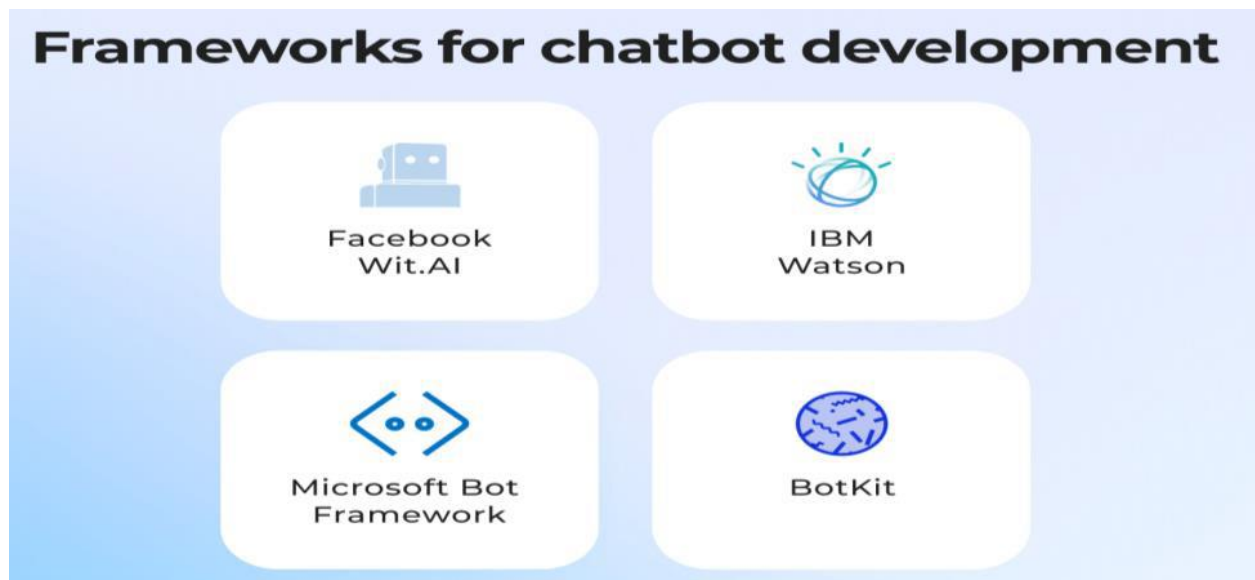 Frameworks for chatbot development
Facebook
Wit.AI
IBM
Watson
Microsoft Bot
Framework
BotKit